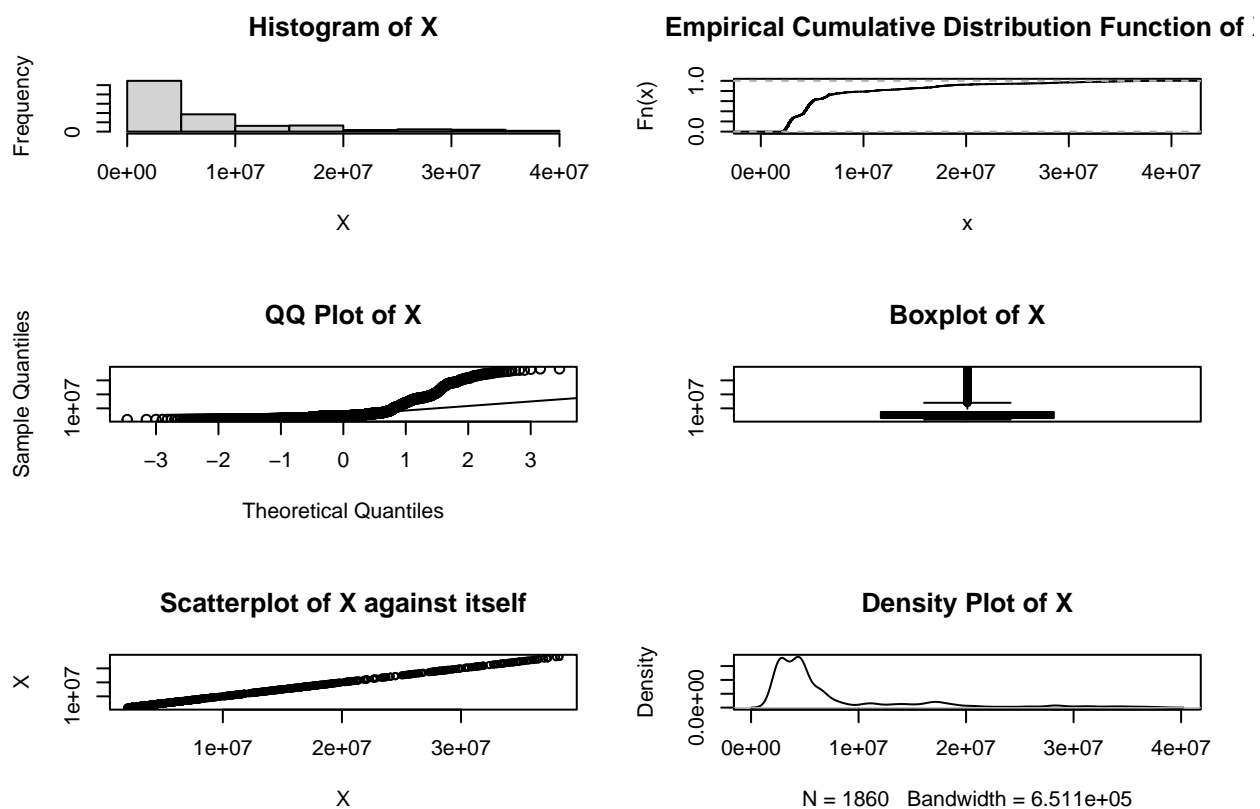 Histogram of X
Frequency
0
0e+00 1e+07 2e+07 3e+07 4e+07
X
Empirical Cumulative Distribution Function of X
Fn(x)
0.0 1.0
0e+00 1e+07 2e+07 3e+07 4e+07
x
QQ Plot of X
Sample Quantiles
1e+07
−3 −2 −1 0 1 2 3
Theoretical Quantiles
Boxplot of X
1e+07
Scatterplot of X against itself
X
1e+07
1e+07 2e+07 3e+07
X
Density Plot of X
Density
0.0e+00
0e+00 1e+07 2e+07 3e+07 4e+07
N = 1860 Bandwidth = 6.511e+05